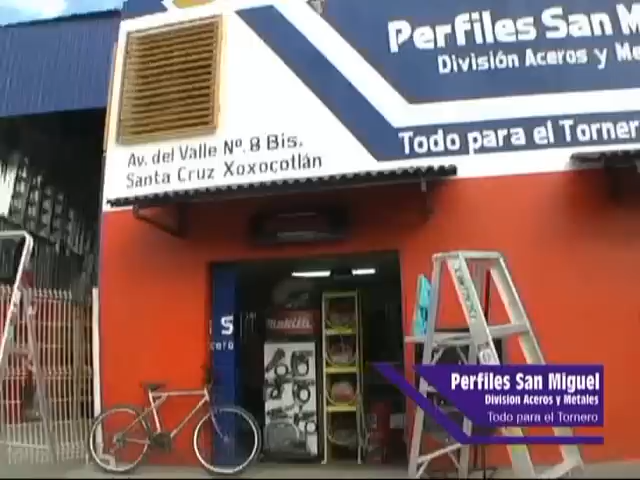 Perfiles San M
División Aceros y Me
Todo para el Torner
Av. del Valle Nº. 8 Bis.
Santa Cruz Xoxocotlán
Makita
Perfiles San Miguel
Division Aceros y Metales
Todo para el Tornero